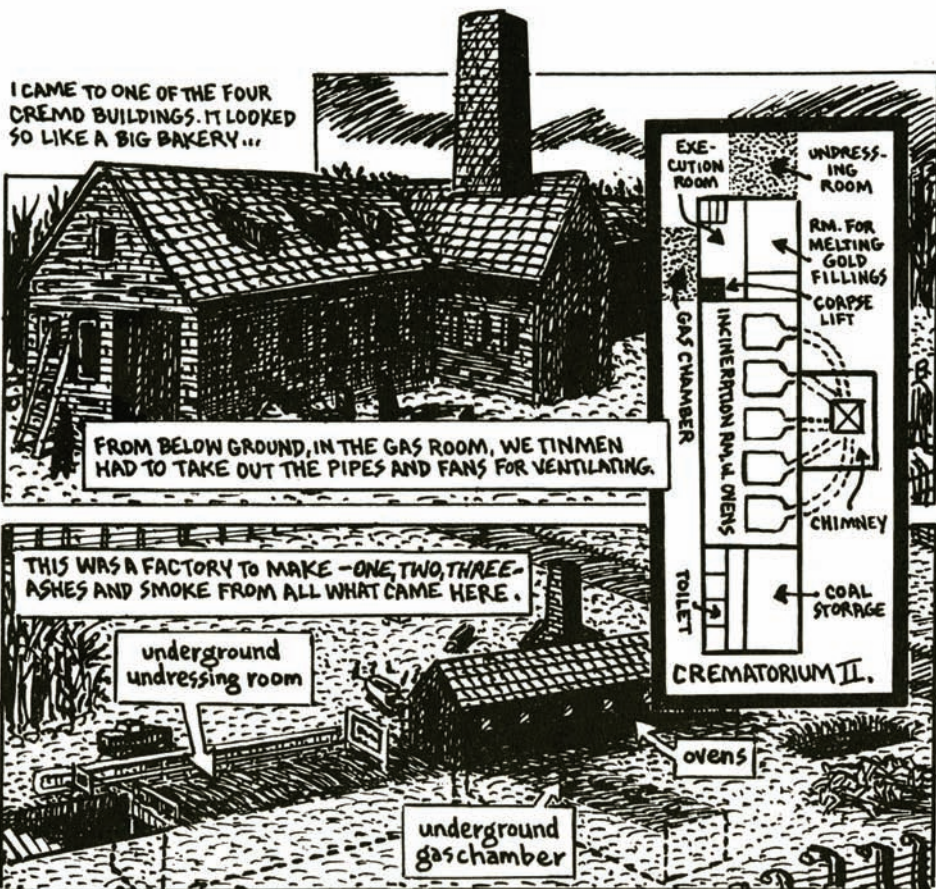 I CAME TO ONE OF THE FOUR
CREMO BUILDINGS. IT LOOKED
SO LIKE A BIG BAKERY...
FROM BELOW GROUND, IN THE GAS ROOM, WE TINMEN
HAD TO TAKE OUT THE PIPES AND FANS FOR VENTILATING.
EXE-
CUTION
ROOM
UNDRESS-
ING
ROOM
RM. FOR
MELTING
GOLD
FILLINGS
CORPSE
LIFT
GAS CHAMBER
INCINERATION RM. W. OVENS
CHIMNEY
TOILET
COAL
STORAGE
CREMATORIUM II.
THIS WAS A FACTORY TO MAKE -ONE, TWO, THREE-
ASHES AND SMOKE FROM ALL WHAT CAME HERE.
underground
undressing room
ovens
underground
gas chamber